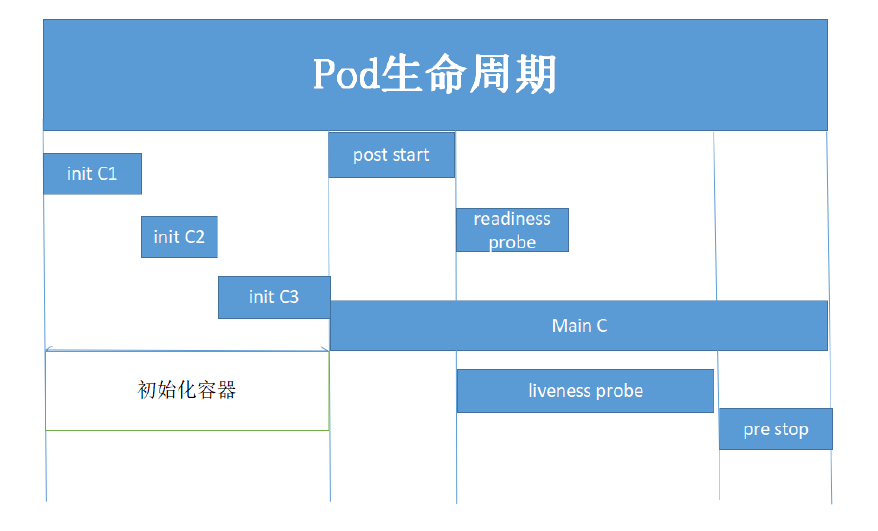 Pod生命周期
post start
init C1
readiness
probe
init C2
init C3
Main C
初始化容器
liveness probe
pre stop